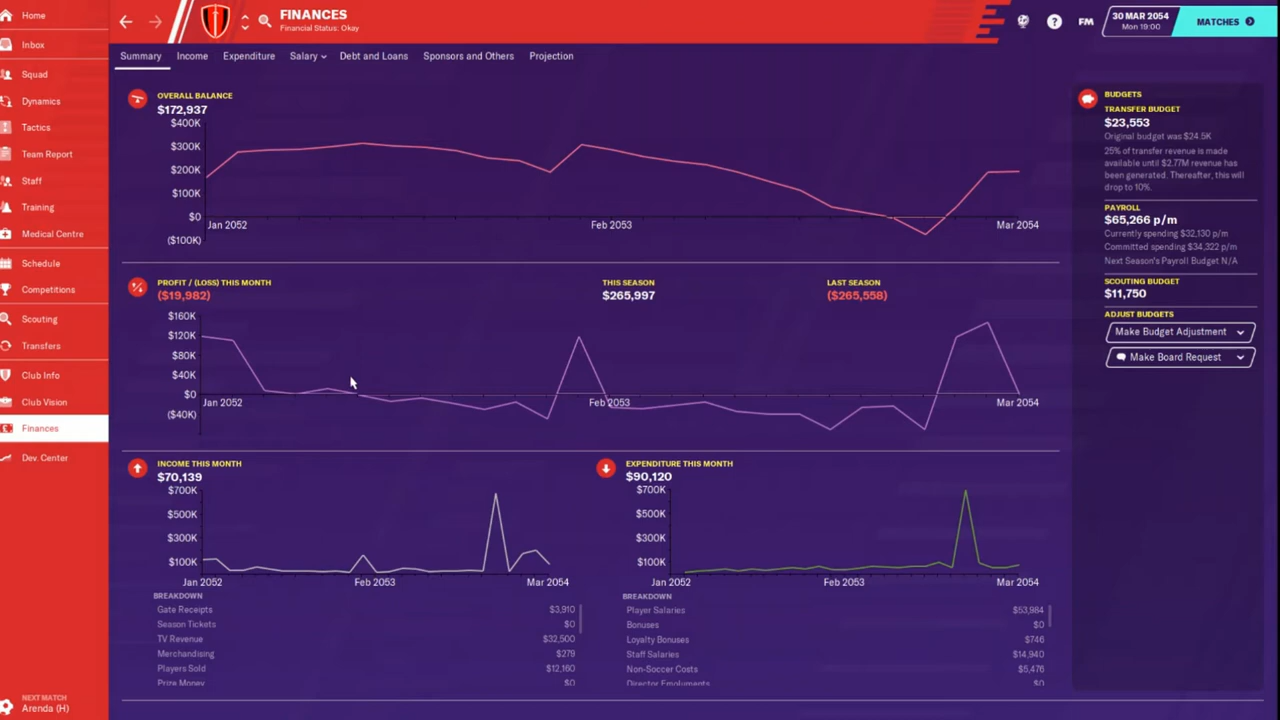 Home
Inbox
Squad
Dynamics
Tactics
Team Report
Staff
Training
Medical Centre
Schedule
Competitions
Scouting
Transfers
Club Info
Club Vision
Finances
Dev. Center
NEXT MATCH
Arenda (H)
FINANCES
Financial Status: Okay
FM
30 MAR 2054
Mon 19:00
MATCHES
Summary
Income
Expenditure
Salary
Debt and Loans
Sponsors and Others
Projection
OVERALL BALANCE
$172,937
$400K
$300K
$200K
$100K
$0
($100K)
Jan 2052
Feb 2053
Mar 2054
PROFIT / (LOSS) THIS MONTH
($19,982)
THIS SEASON
$265,997
LAST SEASON
($265,558)
$160K
$120K
$80K
$40K
$0
($40K)
Jan 2052
Feb 2053
Mar 2054
INCOME THIS MONTH
$70,139
$700K
$500K
$300K
$100K
Jan 2052
Feb 2053
Mar 2054
BREAKDOWN
Gate Receipts $3,910
Season Tickets $0
TV Revenue $32,500
Merchandising $279
Players Sold $12,160
Prize Money $0
EXPENDITURE THIS MONTH
$90,120
$700K
$500K
$300K
$100K
Jan 2052
Feb 2053
Mar 2054
BREAKDOWN
Player Salaries $53,984
Bonuses $0
Loyalty Bonuses $746
Staff Salaries $14,940
Non-Soccer Costs $5,476
Director Emoluments $0
BUDGETS
TRANSFER BUDGET
$23,553
Original budget was $24.5K
25% of transfer revenue is made
available until $2.77M revenue has
been generated. Thereafter, this will
drop to 10%.
PAYROLL
$65,266 p/m
Currently spending $32,130 p/m
Committed spending $34,322 p/m
Next Season's Payroll Budget N/A
SCOUTING BUDGET
$11,750
ADJUST BUDGETS
Make Budget Adjustment
Make Board Request